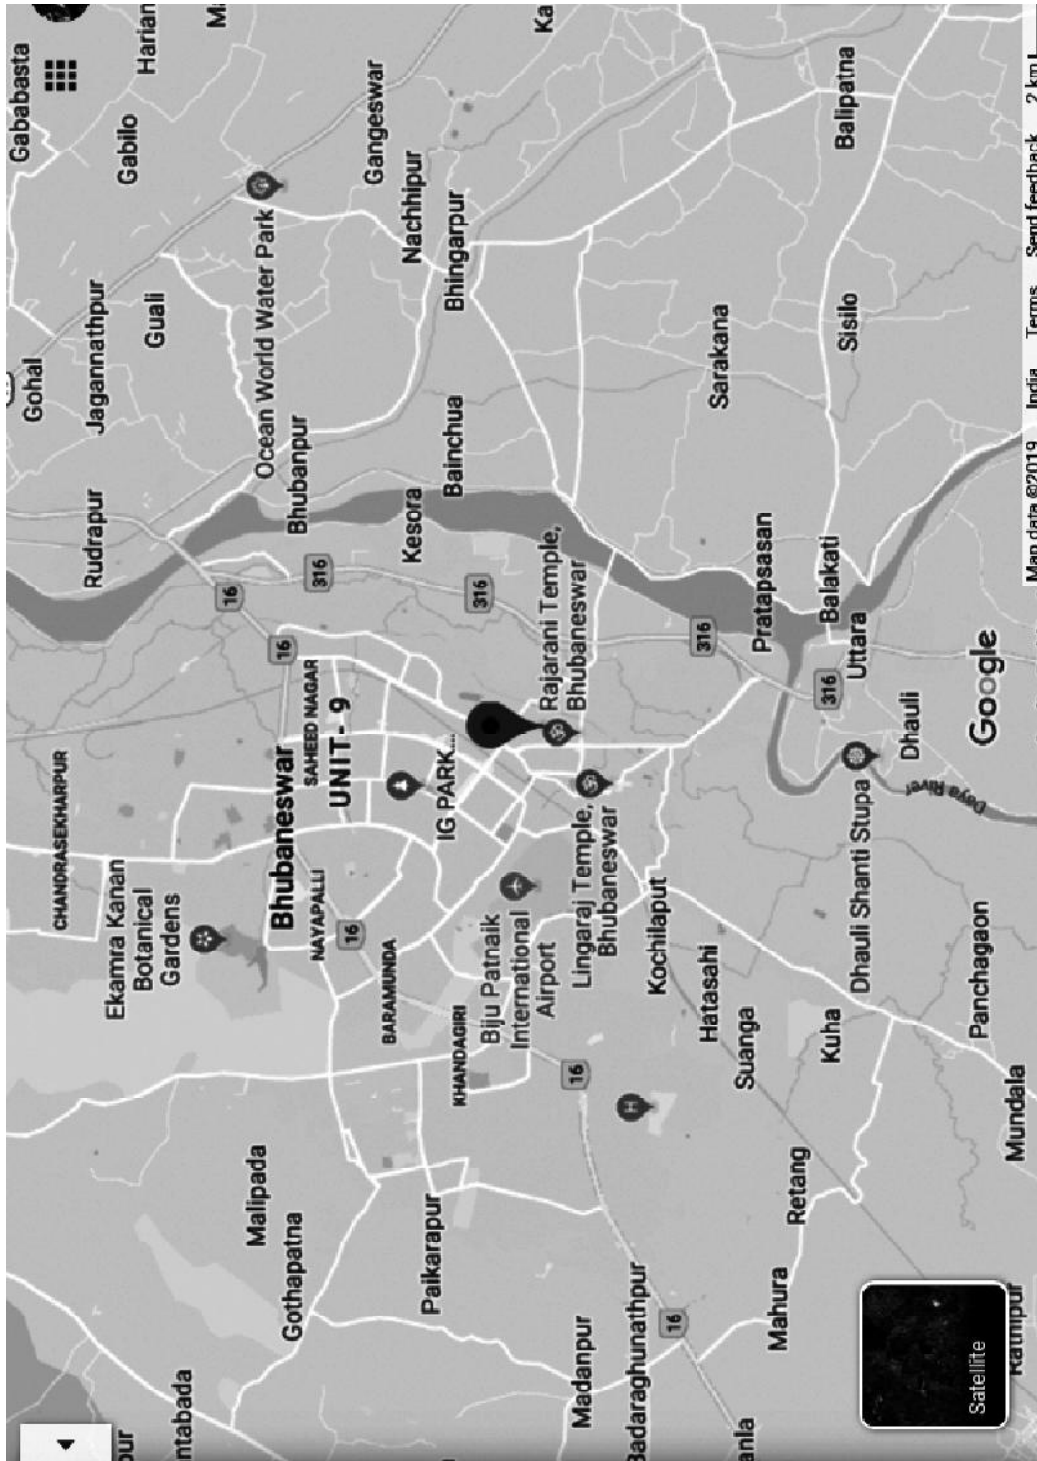 Gababasta
Gohal
CHANDRASEKHARPUR
Rudrapur
Jagannathpur
Gabilo
Harian
Ekamra Kanan
Botanical
Gardens
Guali
ntabada
Malipada
Ocean World Water Park
Bhubaneswar
Bhubanpur
16
16
316
Gothapatna
NAYAPALLI
SAHEED NAGAR
UNIT- 9
16
Gangeswar
BARAMUNDA
Kesora
Nachhipur
Paikarapur
IG PARK...
Bainchua
Bhingarpur
KHANDAGIRI
316
Biju Patnaik
International
Airport
Rajarani Temple,
Bhubaneswar
Ka
16
Madanpur
Lingaraj Temple,
Bhubaneswar
Badaraghunathpur
Kochilaput
16
316
Hatasahi
Sarakana
Suanga
anla
Pratapsasan
Mahura
Retang
Kuha
316
Balakati
Sisilo
Balipatna
Uttara
Dhauli Shanti Stupa
Dhauli
Daya River
Panchagaon
Google
Satellite
Mundala
Map data ©2019 India Terms Send feedback 2 km